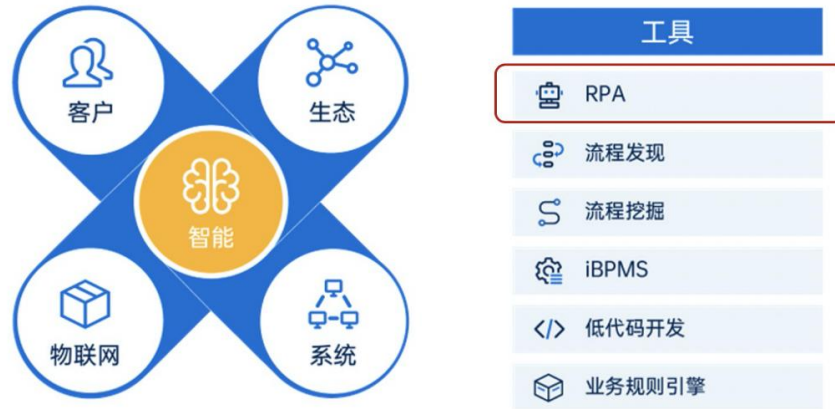 客户
生态
智能
物联网
系统
工具
RPA
流程发现
流程挖掘
iBPMS
低代码开发
业务规则引擎